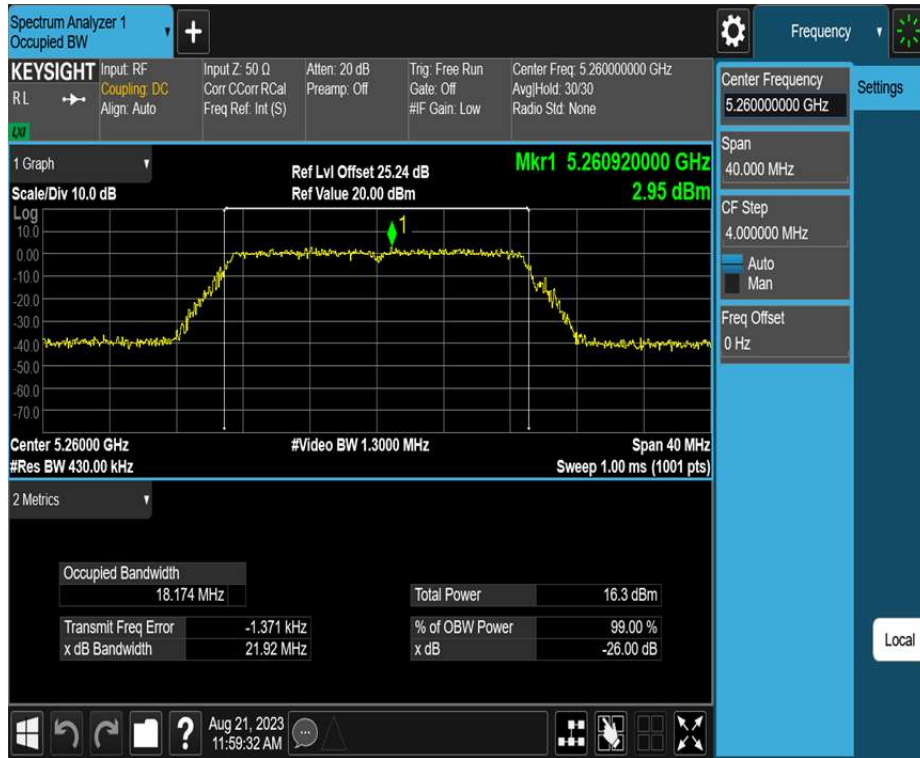 Spectrum Analyzer 1
Occupied BW
+
Frequency
KEYSIGHT
RL
LXI
Input: RF
Coupling: DC
Align: Auto
Input Z: 50 Ω
Corr CCorr RCal
Freq Ref: Int (S)
Atten: 20 dB
Preamp: Off
Trig: Free Run
Gate: Off
#IF Gain: Low
Center Freq: 5.260000000 GHz
Avg|Hold: 30/30
Radio Std: None
Center Frequency
5.260000000 GHz
Settings
Span
40.000 MHz
CF Step
4.000000 MHz
Auto
Man
Freq Offset
0 Hz
Local
1 Graph
Scale/Div 10.0 dB
Ref Lvl Offset 25.24 dB
Ref Value 20.00 dBm
Mkr1 5.260920000 GHz
2.95 dBm
Log
10.0
0.00
-10.0
-20.0
-30.0
-40.0
-50.0
-60.0
-70.0
1
Center 5.26000 GHz
#Res BW 430.00 kHz
#Video BW 1.3000 MHz
Span 40 MHz
Sweep 1.00 ms (1001 pts)
2 Metrics
Occupied Bandwidth
18.174 MHz
Transmit Freq Error -1.371 kHz
x dB Bandwidth 21.92 MHz
Total Power 16.3 dBm
% of OBW Power 99.00 %
x dB -26.00 dB
?
Aug 21, 2023
11:59:32 AM